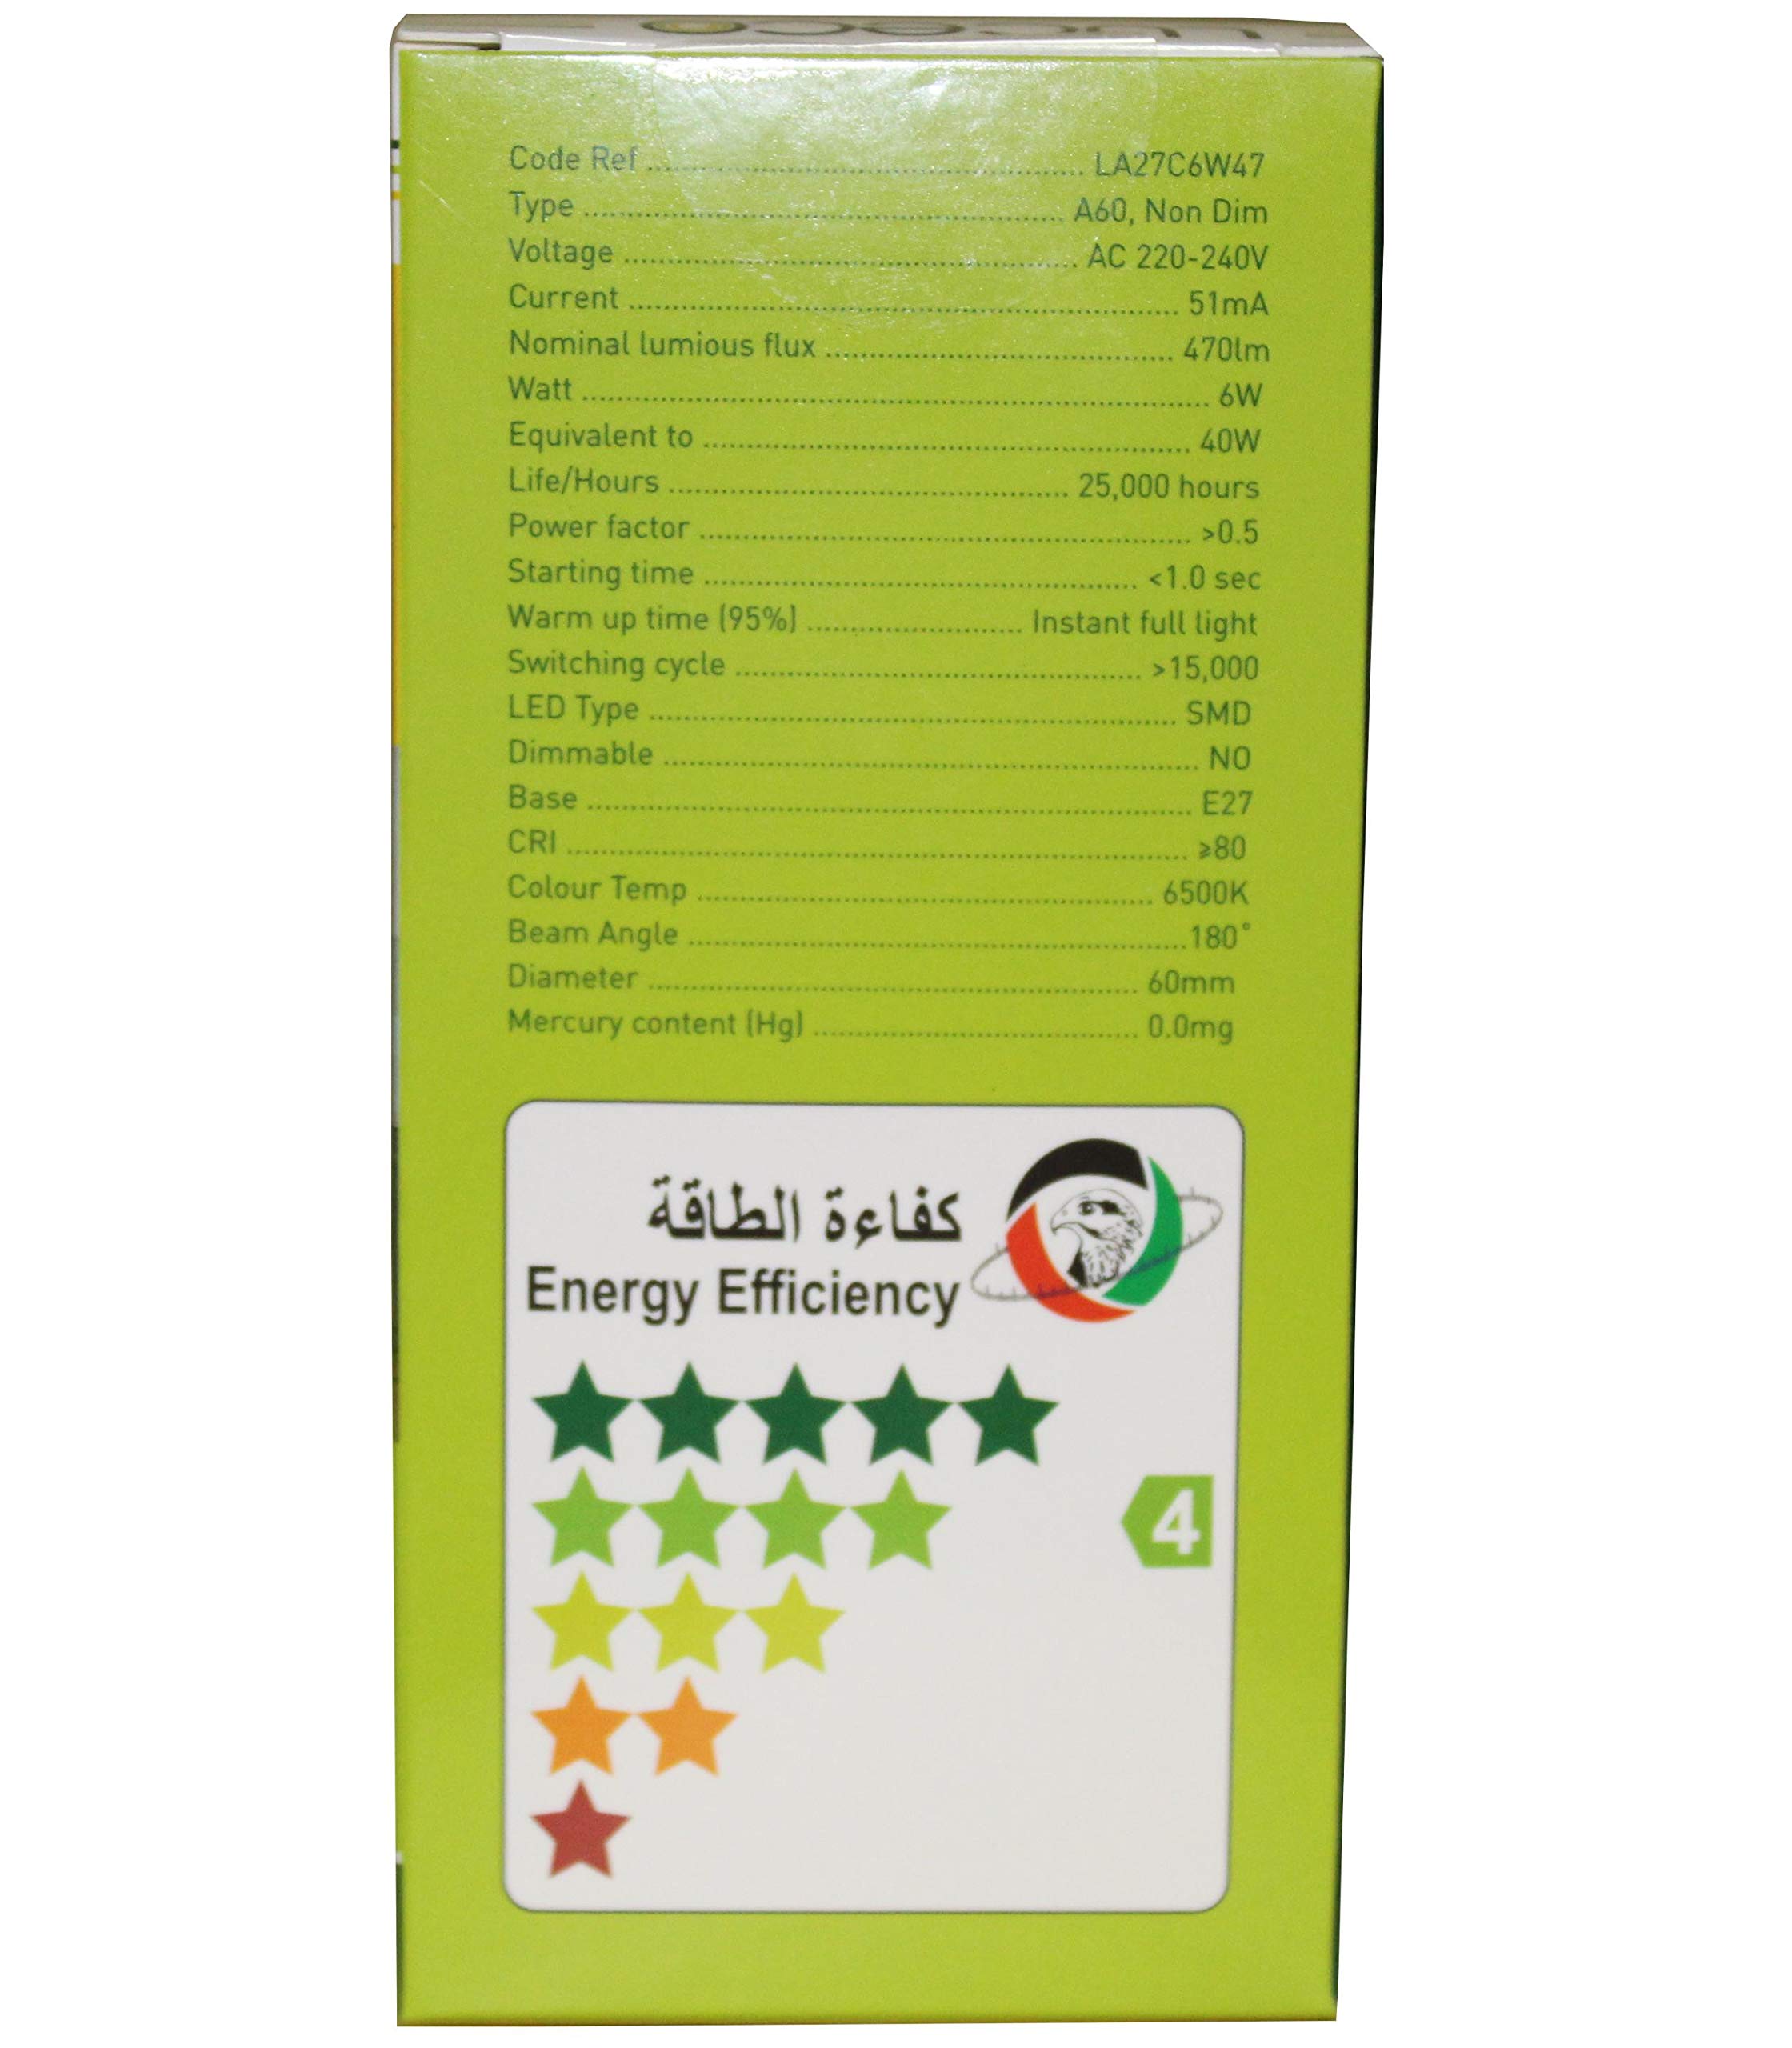 Code Ref ........ LA27C6W47
Type ........ A60, Non Dim
Voltage ........ AC 220-240V
Current ........ 51mA
Nominal lumious flux ........ 470lm
Watt ........ 6W
Equivalent to ........ 40W
Life/Hours ........ 25,000 hours
Power factor ........ >0.5
Starting time ........ <1.0 sec
Warm up time (95%) ........ Instant full light
Switching cycle ........ >15,000
LED Type ........ SMD
Dimmable ........ NO
Base ........ E27
CRI ........ ≥80
Colour Temp ........ 6500K
Beam Angle ........ 180°
Diameter ........ 60mm
Mercury content (Hg) ........ 0.0mg
كفاءة الطاقة
Energy Efficiency
4